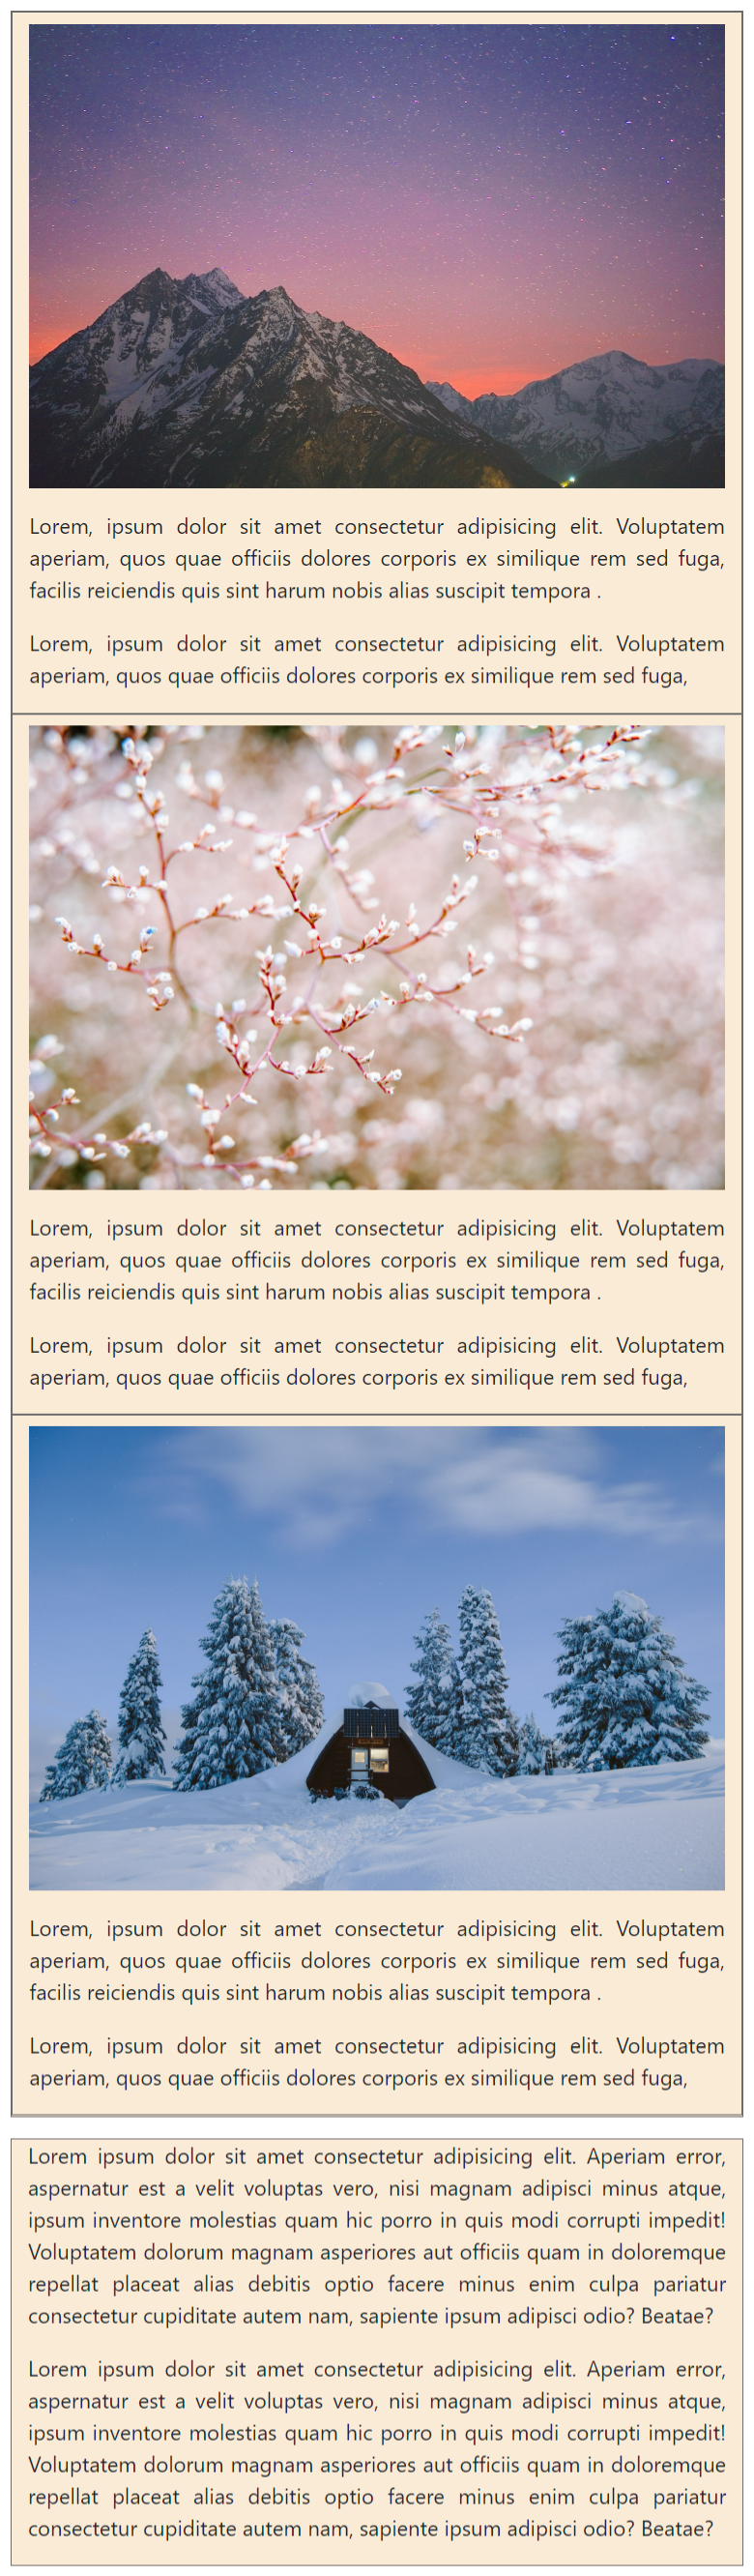 Lorem, ipsum dolor sit amet consectetur adipisicing elit. Voluptatem
aperiam, quos quae officiis dolores corporis ex similique rem sed fuga,
facilis reiciendis quis sint harum nobis alias suscipit tempora .
Lorem, ipsum dolor sit amet consectetur adipisicing elit. Voluptatem
aperiam, quos quae officiis dolores corporis ex similique rem sed fuga,
Lorem, ipsum dolor sit amet consectetur adipisicing elit. Voluptatem
aperiam, quos quae officiis dolores corporis ex similique rem sed fuga,
facilis reiciendis quis sint harum nobis alias suscipit tempora .
Lorem, ipsum dolor sit amet consectetur adipisicing elit. Voluptatem
aperiam, quos quae officiis dolores corporis ex similique rem sed fuga,
Lorem, ipsum dolor sit amet consectetur adipisicing elit. Voluptatem
aperiam, quos quae officiis dolores corporis ex similique rem sed fuga,
facilis reiciendis quis sint harum nobis alias suscipit tempora .
Lorem, ipsum dolor sit amet consectetur adipisicing elit. Voluptatem
aperiam, quos quae officiis dolores corporis ex similique rem sed fuga,
Lorem ipsum dolor sit amet consectetur adipisicing elit. Aperiam error,
aspernatur est a velit voluptas vero, nisi magnam adipisci minus atque,
ipsum inventore molestias quam hic porro in quis modi corrupti impedit!
Voluptatem dolorum magnam asperiores aut officiis quam in doloremque
repellat placeat alias debitis optio facere minus enim culpa pariatur
consectetur cupiditate autem nam, sapiente ipsum adipisci odio? Beatae?
Lorem ipsum dolor sit amet consectetur adipisicing elit. Aperiam error,
aspernatur est a velit voluptas vero, nisi magnam adipisci minus atque,
ipsum inventore molestias quam hic porro in quis modi corrupti impedit!
Voluptatem dolorum magnam asperiores aut officiis quam in doloremque
repellat placeat alias debitis optio facere minus enim culpa pariatur
consectetur cupiditate autem nam, sapiente ipsum adipisci odio? Beatae?